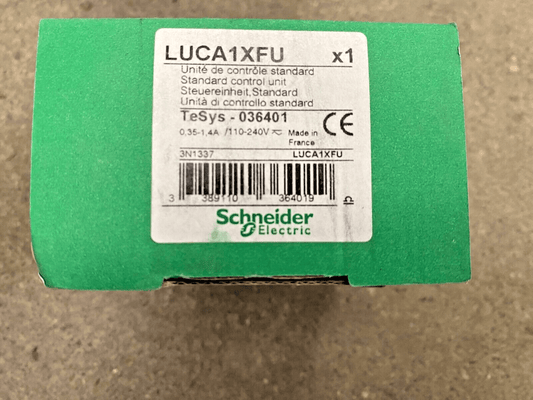 LUCA1XFU x1
Unité de contrôle standard
Standard control unit
Steuereinheit,Standard
Unità di controllo standard
TeSys - 036401
0,35-1,4A /110-240V Made in France CE
3N1337 LUCA1XFU
3 389110 364019
Schneider
Electric